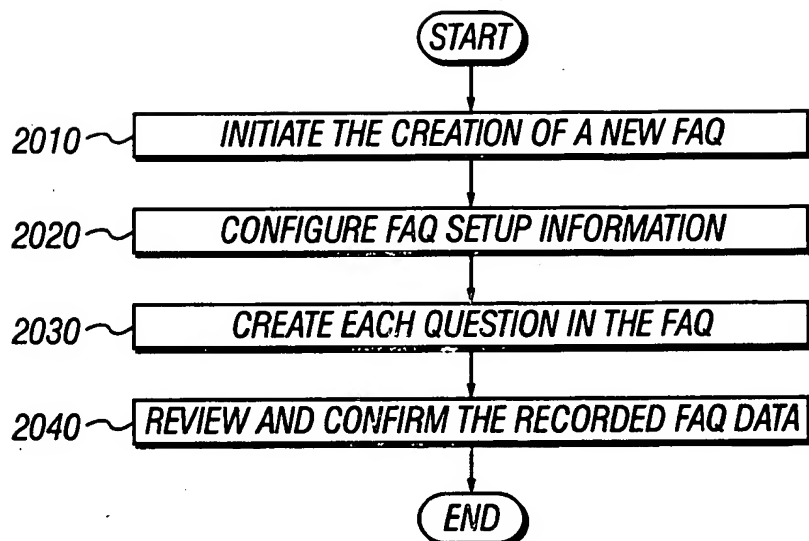 START
2010 INITIATE THE CREATION OF A NEW FAQ
2020 CONFIGURE FAQ SETUP INFORMATION
2030 CREATE EACH QUESTION IN THE FAQ
2040 REVIEW AND CONFIRM THE RECORDED FAQ DATA
END